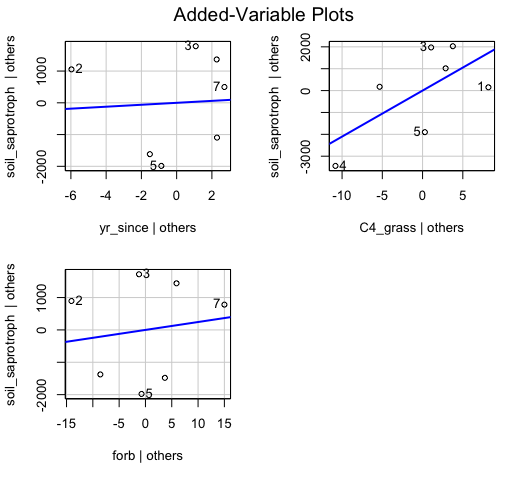 Added-Variable Plots
soil_saprotroph | others
1000
0
-2000
2
3
7
5
-6 -4 -2 0 2
yr_since | others
soil_saprotroph | others
2000
0
-3000
3
1
5
4
-10 -5 0 5
C4_grass | others
soil_saprotroph | others
1000
0
-2000
3
2
7
5
-15 -5 0 5 10 15
forb | others